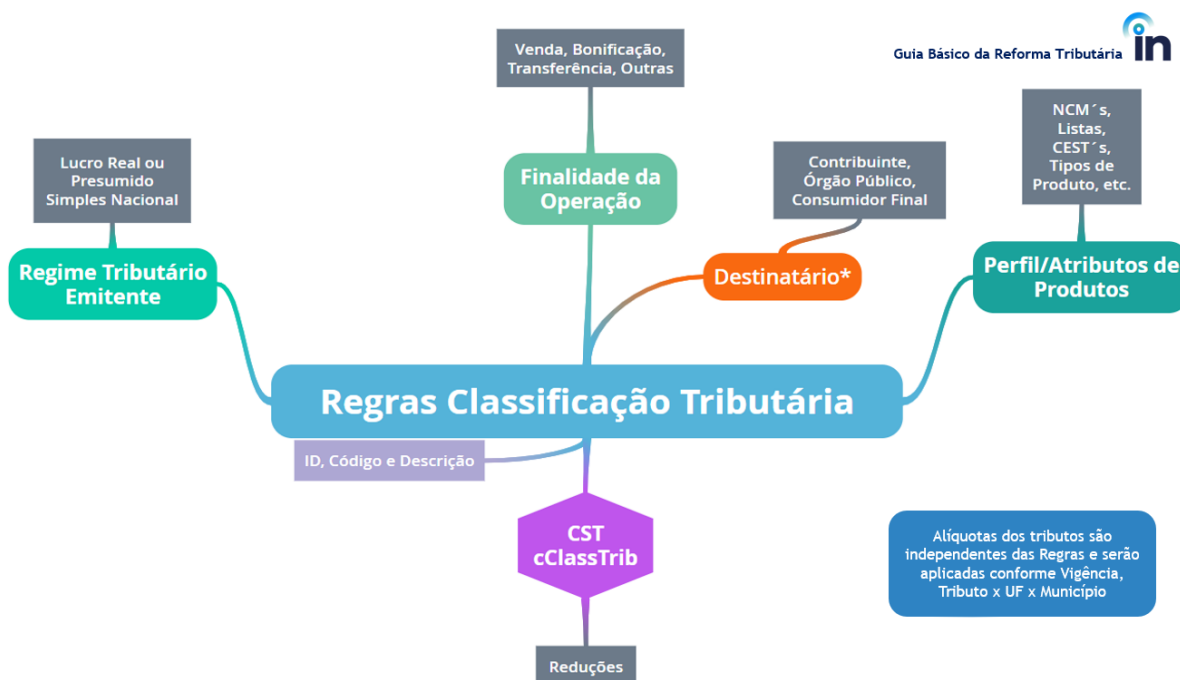 Guia Básico da Reforma Tributária
in
Venda, Bonificação,
Transferência, Outras
Finalidade da
Operação
Lucro Real ou
Presumido
Simples Nacional
Regime Tributário
Emitente
Contribuinte,
Órgão Público,
Consumidor Final
Destinatário*
NCM´s,
Listas,
CEST´s,
Tipos de
Produto, etc.
Perfil/Atributos de
Produtos
Regras Classificação Tributária
ID, Código e Descrição
CST
cClassTrib
Reduções
Alíquotas dos tributos são
independentes das Regras e serão
aplicadas conforme Vigência,
Tributo x UF x Município